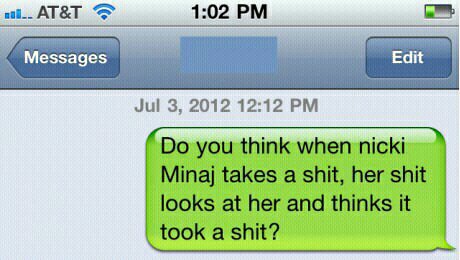 AT&T 1:02 PM
Messages Edit
Jul 3, 2012 12:12 PM
Do you think when nicki
Minaj takes a shit, her shit
looks at her and thinks it
took a shit?